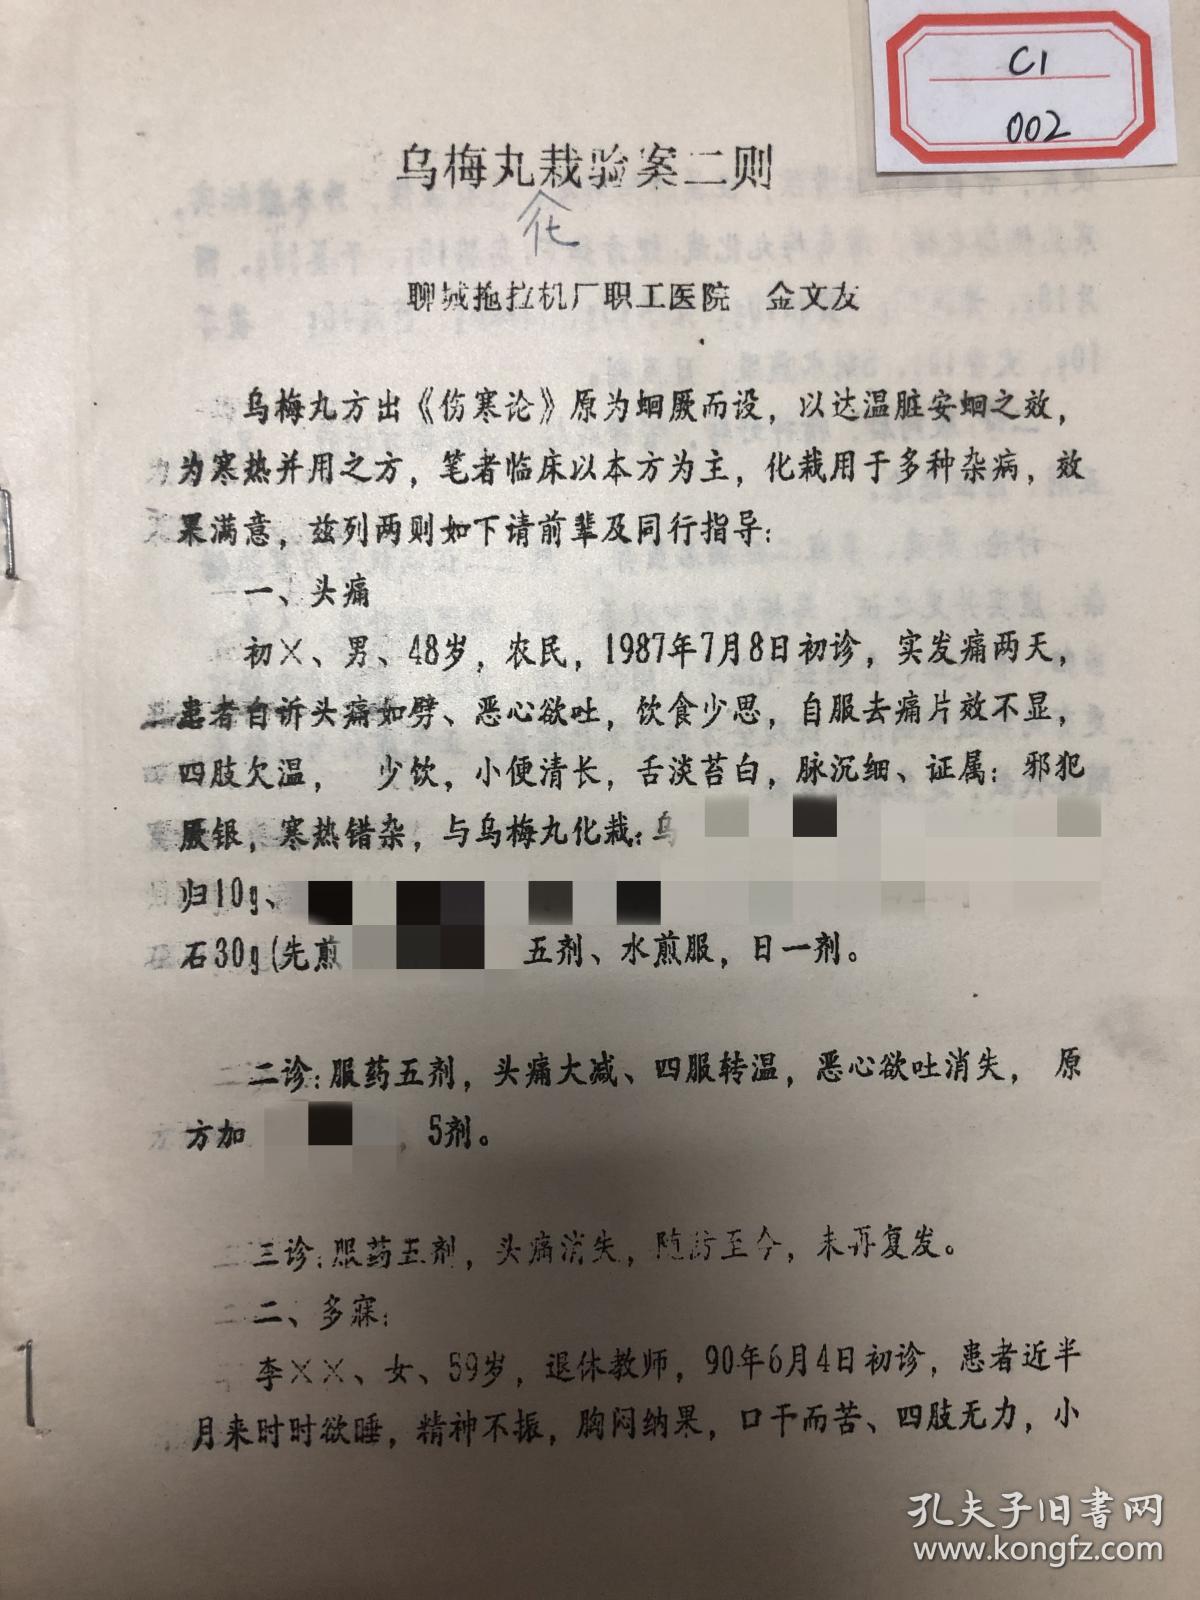 C1
002
乌梅丸栽验案二则
化
聊城拖拉机厂职工医院 金文友
乌梅丸方出《伤寒论》原为蛔厥而设，以达温脏安蛔之效，
为寒热并用之方，笔者临床以本方为主，化栽用于多种杂病，效
果满意，兹列两则如下请前辈及同行指导：
一、头痛
初×、男、48岁，农民，1987年7月8日初诊，实发痛两天，
患者自诉头痛如劈、恶心欲吐，饮食少思，自服去痛片效不显，
四肢欠温， 少饮，小便清长，舌淡苔白，脉沉细、证属：邪犯
厥银，寒热错杂，与乌梅丸化栽：乌
归10g、
石30g(先煎 五剂、水煎服，日一剂。
二诊：服药五剂，头痛大减、四服转温，恶心欲吐消失， 原
方加 ，5剂。
三诊：服药五剂，头痛消失，随访至今，未再复发。
二、多寐：
李××、女、59岁，退休教师，90年6月4日初诊，患者近半
月来时时欲睡，精神不振，胸闷纳果，口干而苦、四肢无力，小
孔夫子旧书网
www.kongfz.com